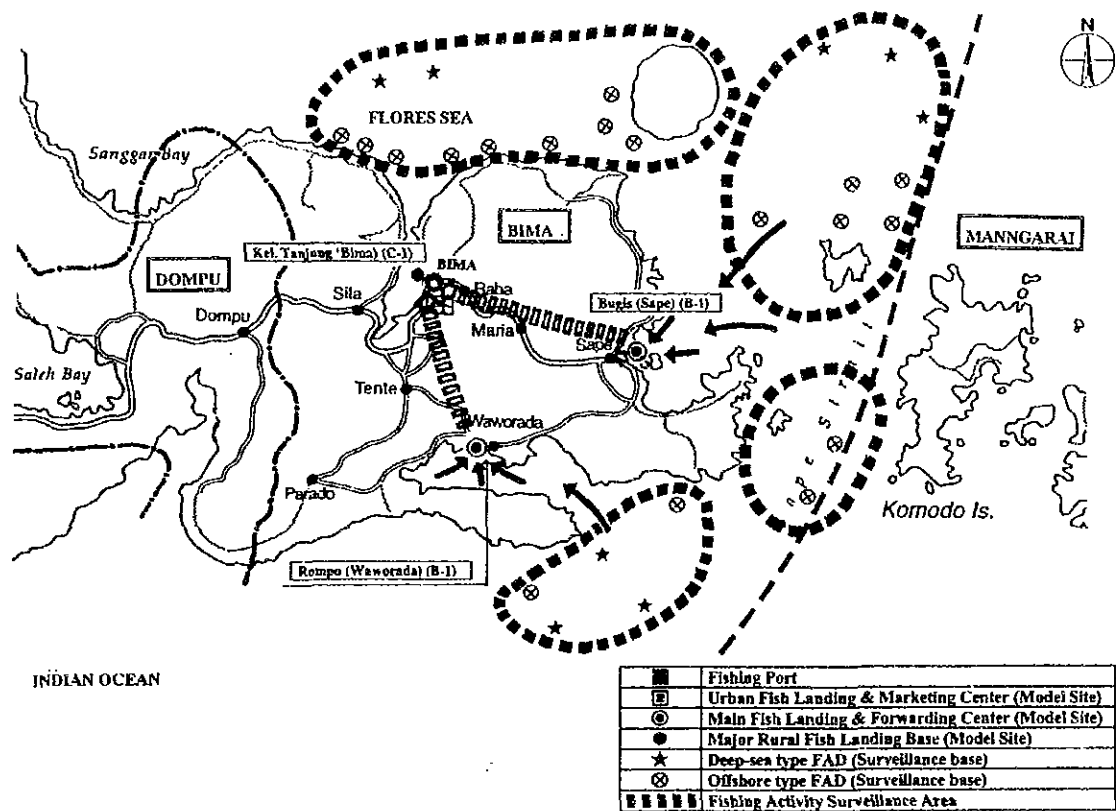 N
FLORES SEA
Sanggar Bay
BIMA
MANNGARAI
Kel. Tanjung 'Bima) (C-1)
BIMA
DOMPU
Raba
Sila
Bugis (Sape) (B-1)
Dompu
Maria
Sape
Saleh Bay
Tente
Waworada
Parado
Komodo Is.
Rompo (Waworada) (B-1)
INDIAN OCEAN
Fishing Port
Urban Fish Landing & Marketing Center (Model Site)
Main Fish Landing & Forwarding Center (Model Site)
Major Rural Fish Landing Base (Model Site)
Deep-sea type FAD (Surveillance base)
Offshore type FAD (Surveillance base)
Fishing Activity Surveillance Area